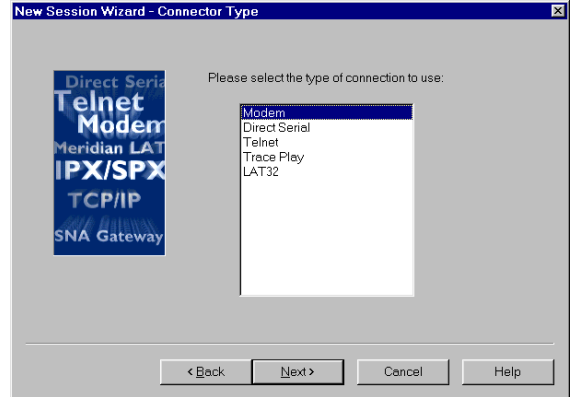 New Session Wizard - Connector Type
Please select the type of connection to use:
Direct Seria
Telnet
Modem
Meridian LAT
IPX/SPX
TCP/IP
SNA Gateway
Modem
Direct Serial
Telnet
Trace Play
LAT32
< Back
Next >
Cancel
Help